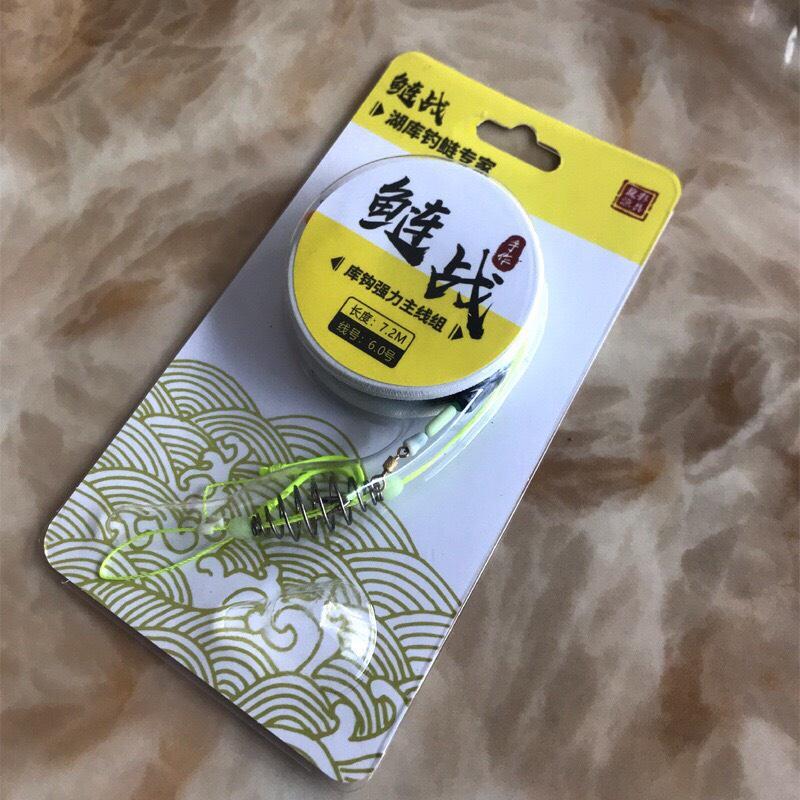 鲢战
湖库钓鲢专家
鲢战
手作
库钓强力主线组
长度：7.2M
线号：6.0号